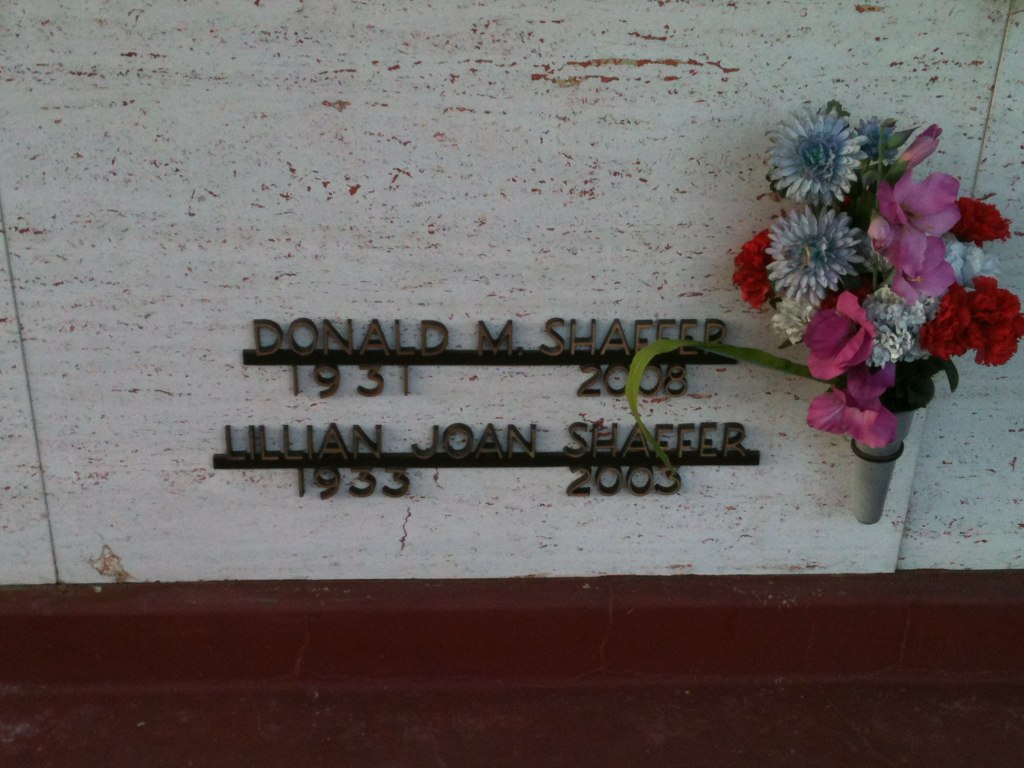 DONALD M. SHAFFER
1931 2008
LILLIAN JOAN SHAFFER
1933 2003